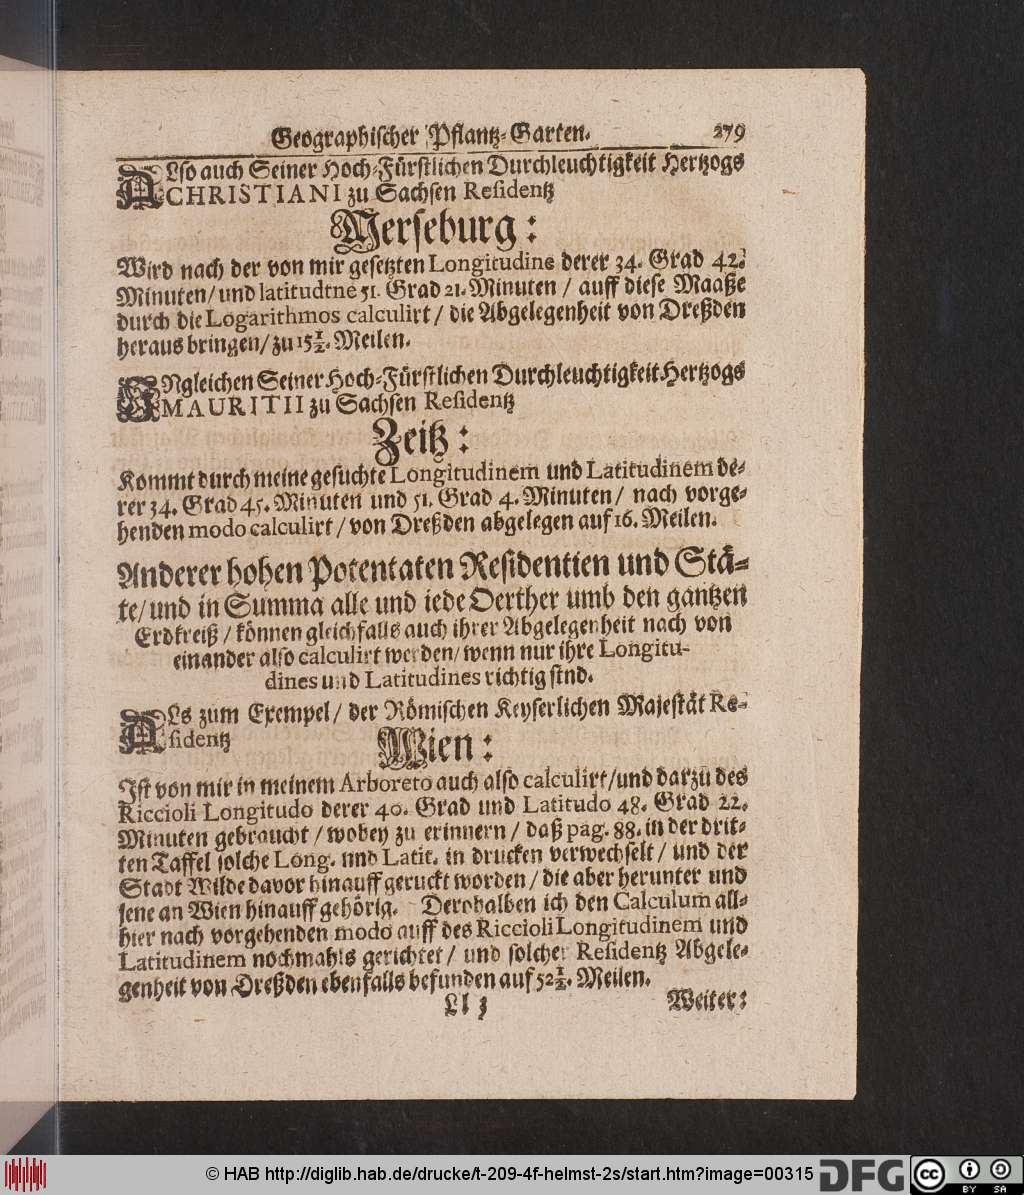 Geographischer Pflantz-Garten. 279
ALso auch Seiner Hoch-Fürstlichen Durchleuchtigkeit Hertzogs
CHRISTIANI zu Sachsen Residentz
Merseburg:
Wird nach der von mir gesetzten Longitudine derer 34. Grad 42.
Minuten/ und latitudtne 51. Grad 21. Minuten / auff diese Maaße
durch die Logarithmos calculirt / die Abgelegenheit von Dreßden
heraus bringen/ zu 15½. Meilen.
INgleichen Seiner Hoch-Fürstlichen Durchleuchtigkeit Hertzogs
MAURITII zu Sachsen Residentz
Zeitz:
Kommt durch meine gesuchte Longitudinem und Latitudinem de-
rer 34. Grad 45. Minuten und 51. Grad 4. Minuten/ nach vorge-
henden modo calculirt / von Dreßden abgelegen auf 16. Meilen.
Anderer hohen Potentaten Residentien und Stä-
te/ und in Summa alle und iede Oerther umb den gantzen
Erdkreiß / können gleichfalls auch ihrer Abgelegenheit nach von
einander also calculirt werden/ wenn nur ihre Longitu-
dines und Latitudines richtig sind.
ALs zum Exempel / der Römischen Keyserlichen Majestät Re-
sidentz
Wien:
Ist von mir in meinem Arboreto auch also calculirt/ und darzu des
Riccioli Longitudo derer 40. Grad und Latitudo 48. Grad 22.
Minuten gebraucht / wobey zu erinnern / daß pag. 88. in der drit-
ten Taffel solche Long. und Latit. in drucken verwechselt / und der
Stadt Wilde davor hinauff geruckt worden / die aber herunter und
jene an Wien hinauff gehörig. Derohalben ich den Calculum all-
hier nach vorgehenden modo auff des Riccioli Longitudinem und
Latitudinem nochmahls gerichtet / und solcher Residentz Abgele-
genheit von Dreßden ebenfalls befunden auf 52½. Meilen.
Ll 3 Weiter:
© HAB http://diglib.hab.de/drucke/t-209-4f-helmst-2s/start.htm?image=00315 DFG cc BY SA